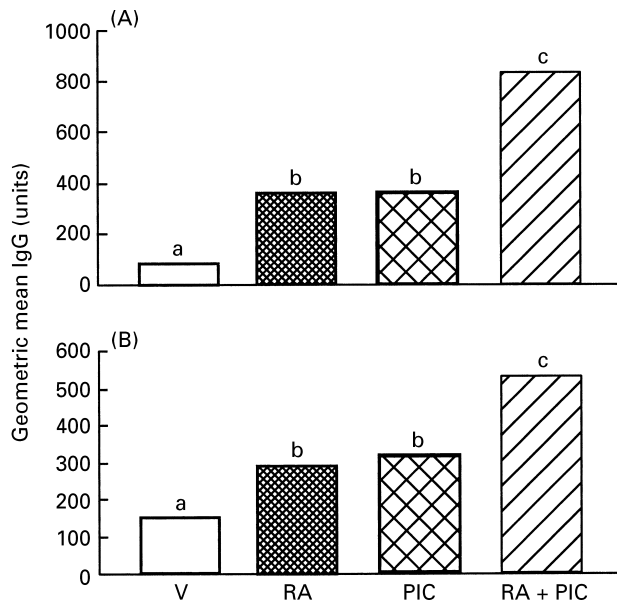 (A)
1000
800
600
400
200
0
a
b
b
c
Geometric mean IgG (units)
(B)
600
500
400
300
200
100
0
a
b
b
c
V RA PIC RA + PIC